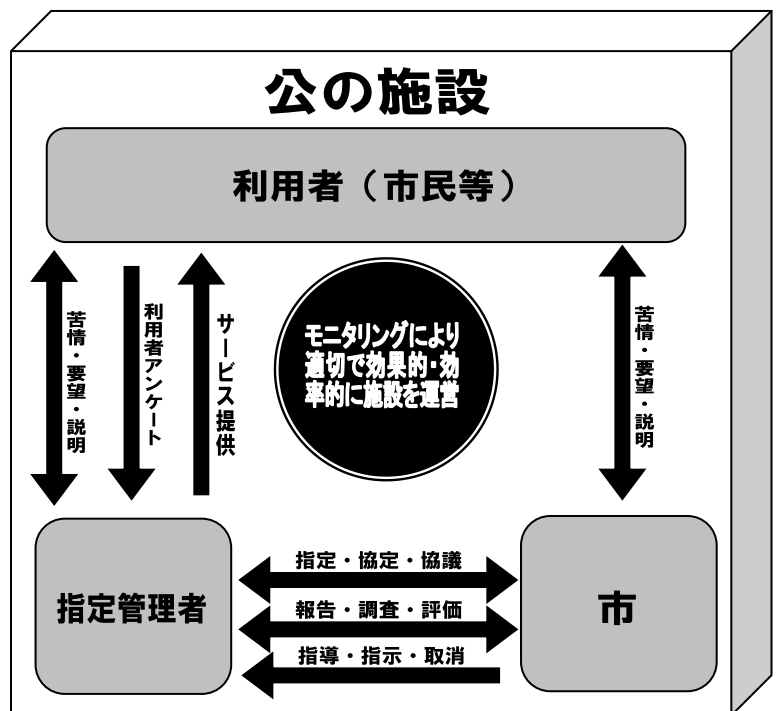 公の施設
利用者（市民等）
苦情・要望・説明
利用者アンケート
サービス提供
モニタリングにより
適切で効果的・効
率的に施設を運営
苦情・要望・説明
指定管理者
指定・協定・協議
報告・調査・評価
指導・指示・取消
市